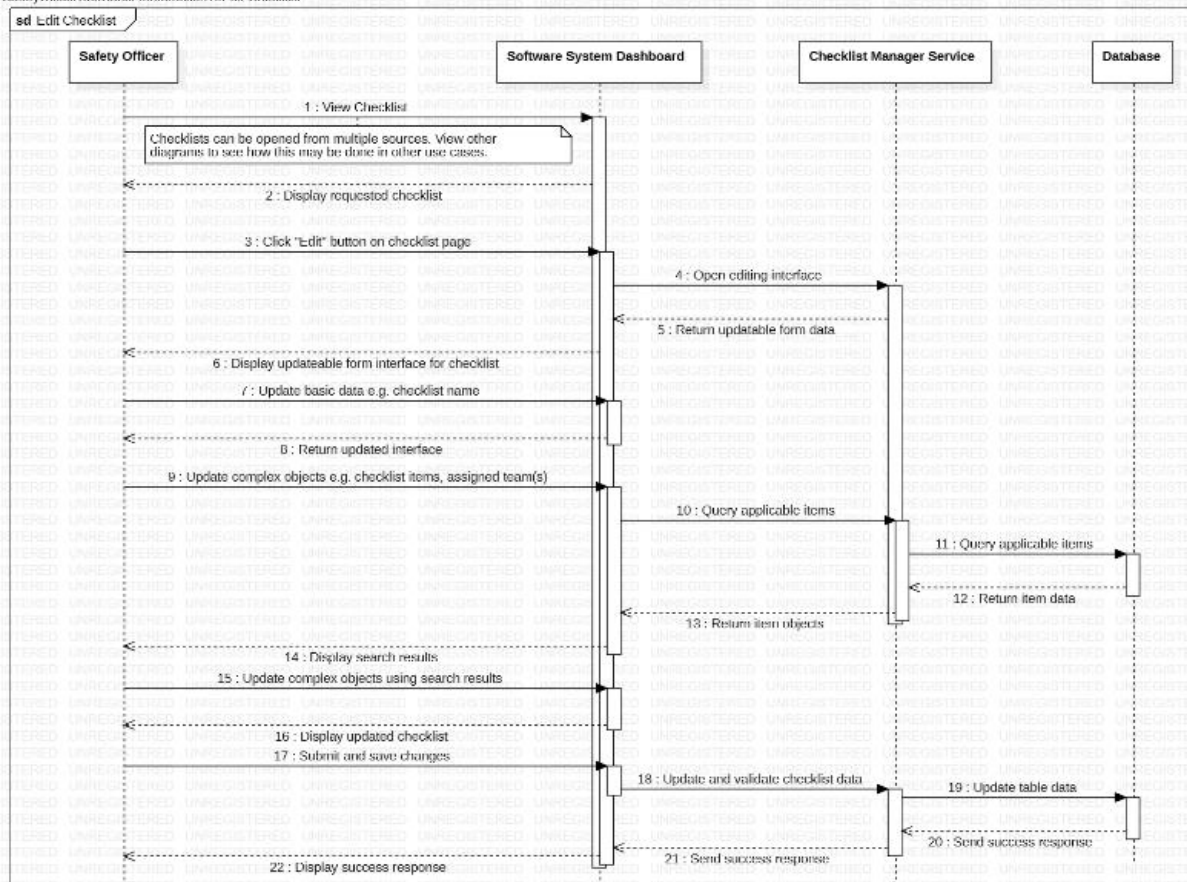 sd Edit Checklist
Safety Officer
Software System Dashboard
Checklist Manager Service
Database
1 : View Checklist
Checklists can be opened from multiple sources. View other
diagrams to see how this may be done in other use cases.
2 : Display requested checklist
3 : Click "Edit" button on checklist page
4 : Open editing interface
5 : Return updatable form data
6 : Display updateable form interface for checklist
7 : Update basic data e.g. checklist name
8 : Return updated interface
9 : Update complex objects e.g. checklist items, assigned team(s)
10 : Query applicable items
11 : Query applicable items
12 : Return item data
13 : Return item objects
14 : Display search results
15 : Update complex objects using search results
16 : Display updated checklist
17 : Submit and save changes
18 : Update and validate checklist data
19 : Update table data
20 : Send success response
21 : Send success response
22 : Display success response
UNREGISTERED